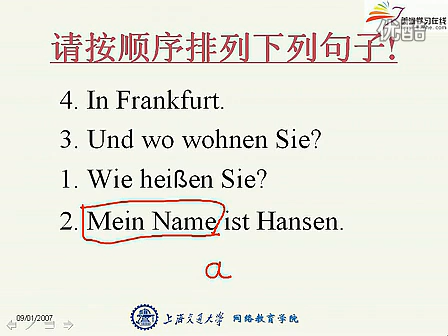 请按顺序排列下列句子!
4. In Frankfurt.
3. Und wo wohnen Sie?
1. Wie heißen Sie?
2. Mein Name ist Hansen.
a
09/01/2007
上海交通大学 网络教育学院